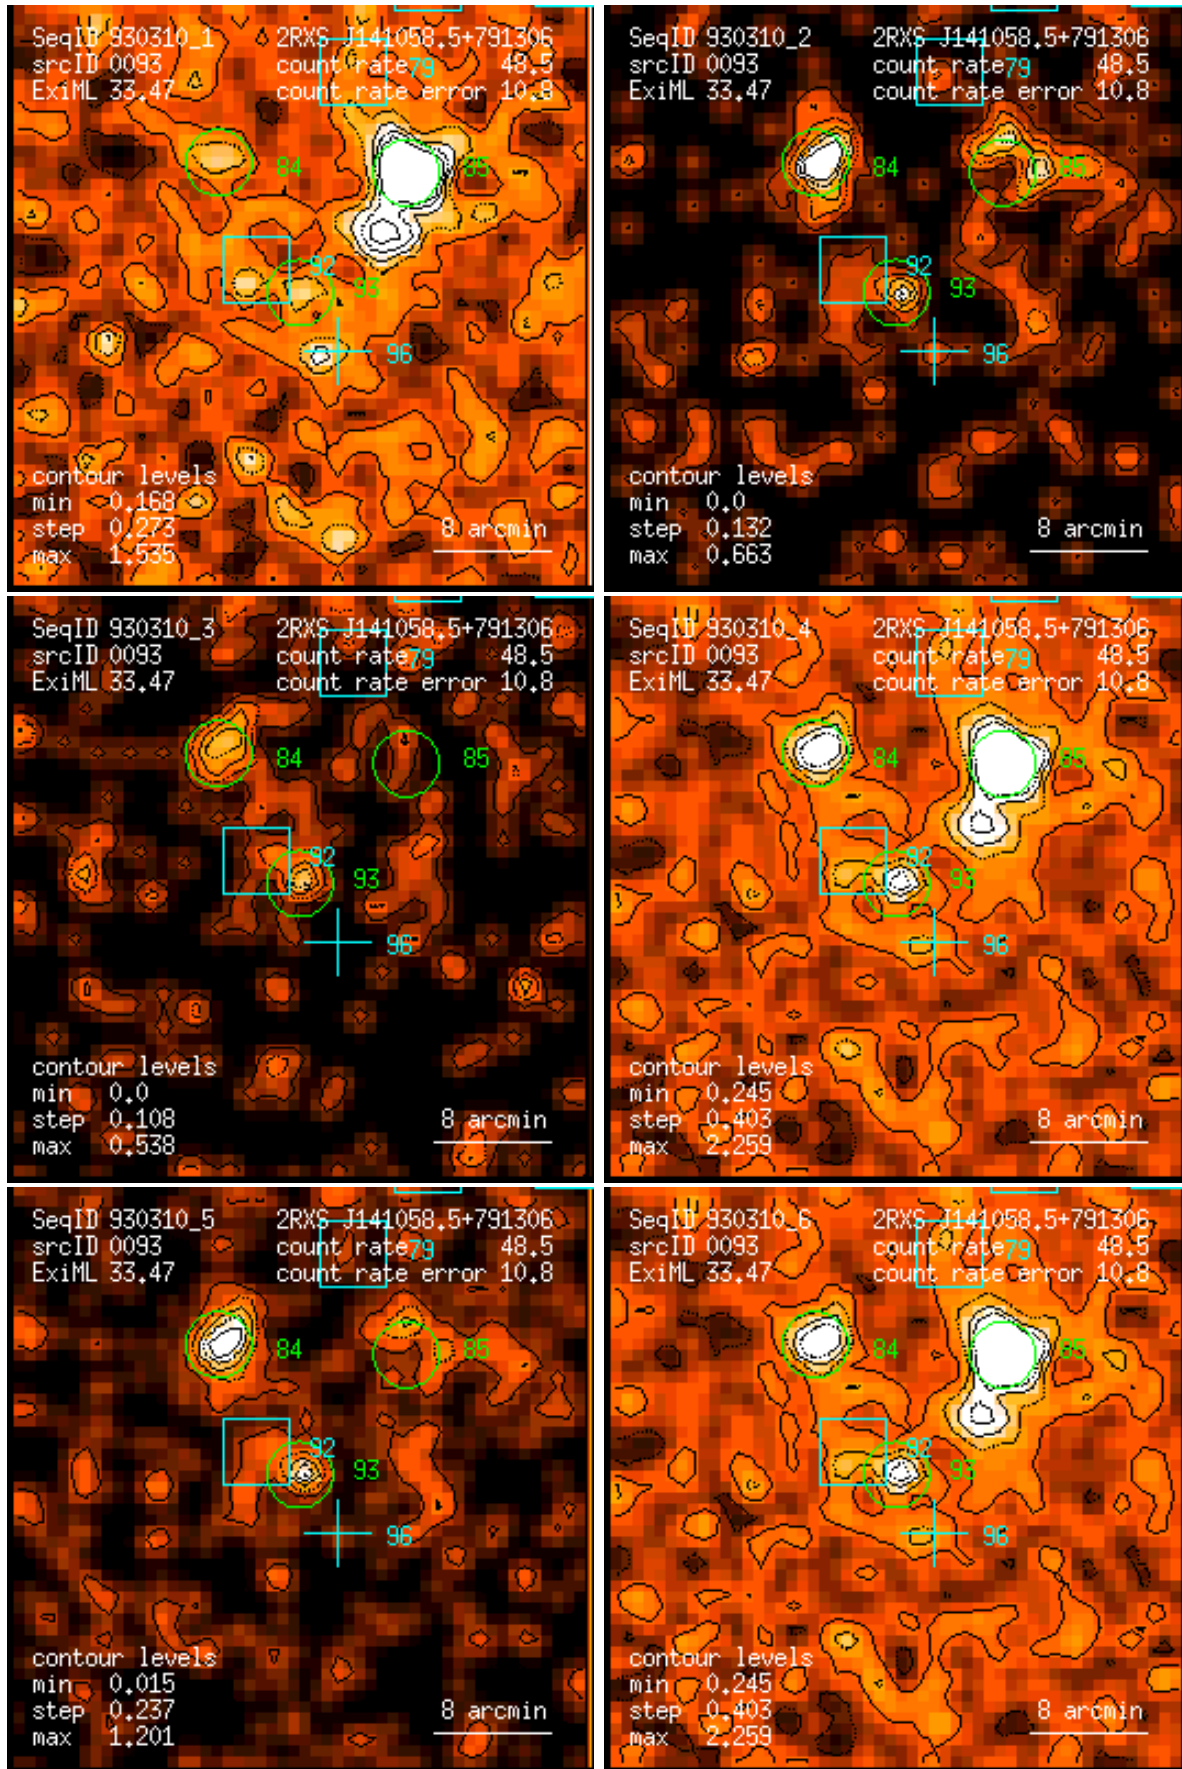 SeqID 930310_1 2RXS J141058.5+791306
srcID 0093 count rate 79 48.5
ExiML 33.47 count rate error 10.8
84
85
92
93
96
contour levels
min 0.168
step 0.273
max 1.535
8 arcmin
SeqID 930310_2 2RXS J141058.5+791306
srcID 0093 count rate 79 48.5
ExiML 33.47 count rate error 10.8
84
85
92
93
96
contour levels
min 0.0
step 0.132
max 0.663
8 arcmin
SeqID 930310_3 2RXS J141058.5+791306
srcID 0093 count rate 79 48.5
ExiML 33.47 count rate error 10.8
84
85
92
93
96
contour levels
min 0.0
step 0.108
max 0.538
8 arcmin
SeqID 930310_4 2RXS J141058.5+791306
srcID 0093 count rate 79 48.5
ExiML 33.47 count rate error 10.8
84
85
92
93
96
contour levels
min 0.245
step 0.403
max 2.259
8 arcmin
SeqID 930310_5 2RXS J141058.5+791306
srcID 0093 count rate 79 48.5
ExiML 33.47 count rate error 10.8
84
85
92
93
96
contour levels
min 0.015
step 0.237
max 1.201
8 arcmin
SeqID 930310_6 2RXS J141058.5+791306
srcID 0093 count rate 79 48.5
ExiML 33.47 count rate error 10.8
84
85
92
93
96
contour levels
min 0.245
step 0.403
max 2.259
8 arcmin